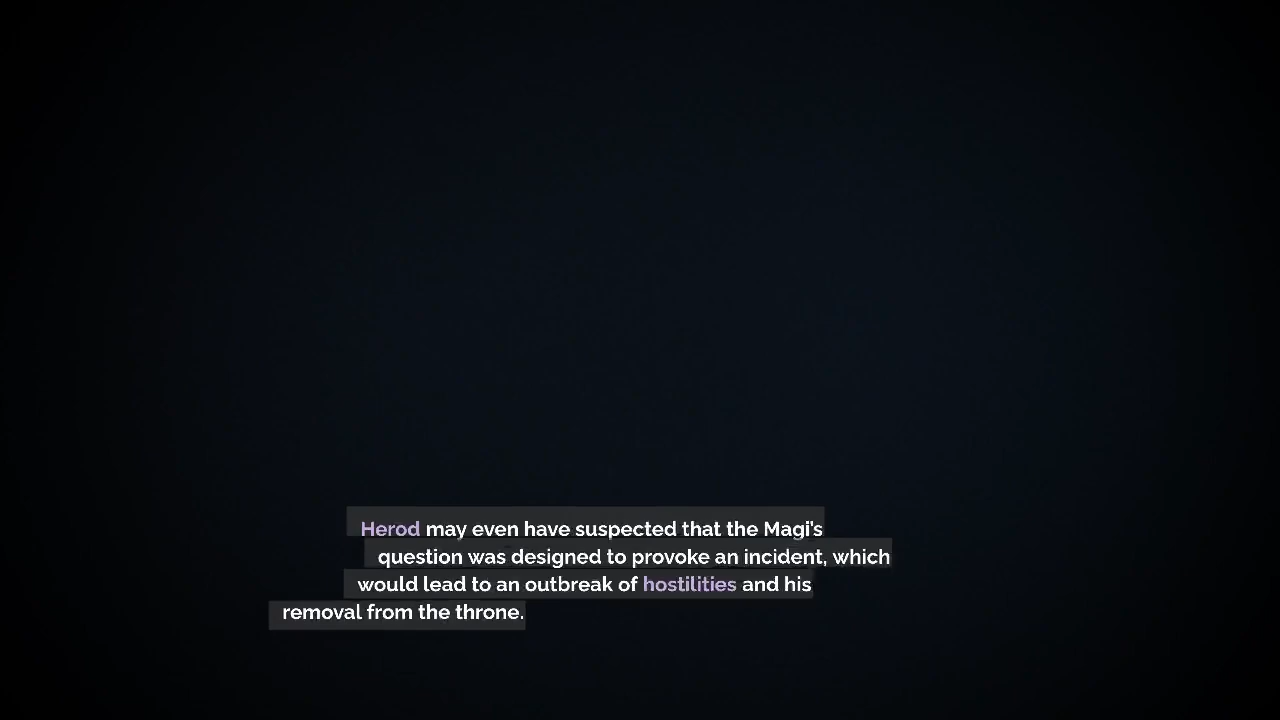 Herod may even have suspected that the Magi's
question was designed to provoke an incident, which
would lead to an outbreak of hostilities and his
removal from the throne.